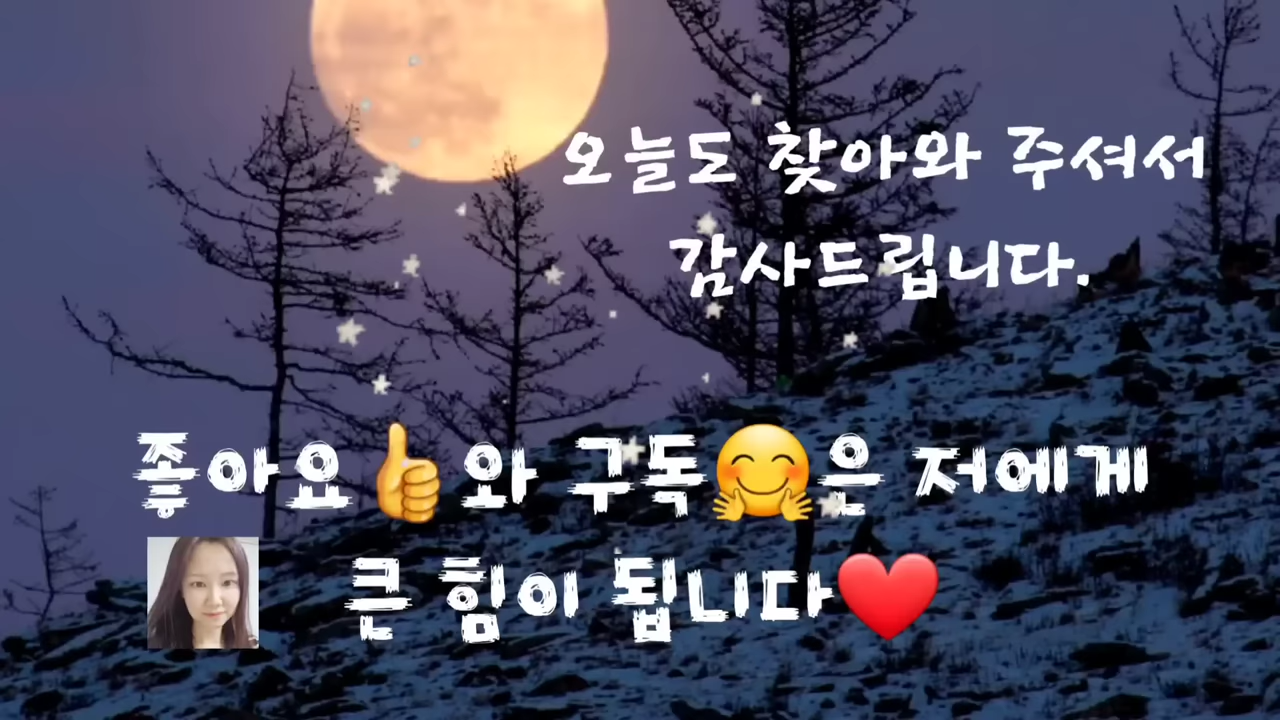 오늘도 찾아와 주셔서
감사드립니다.
좋아요👍와 구독🤗은 저에게
큰 힘이 됩니다❤️